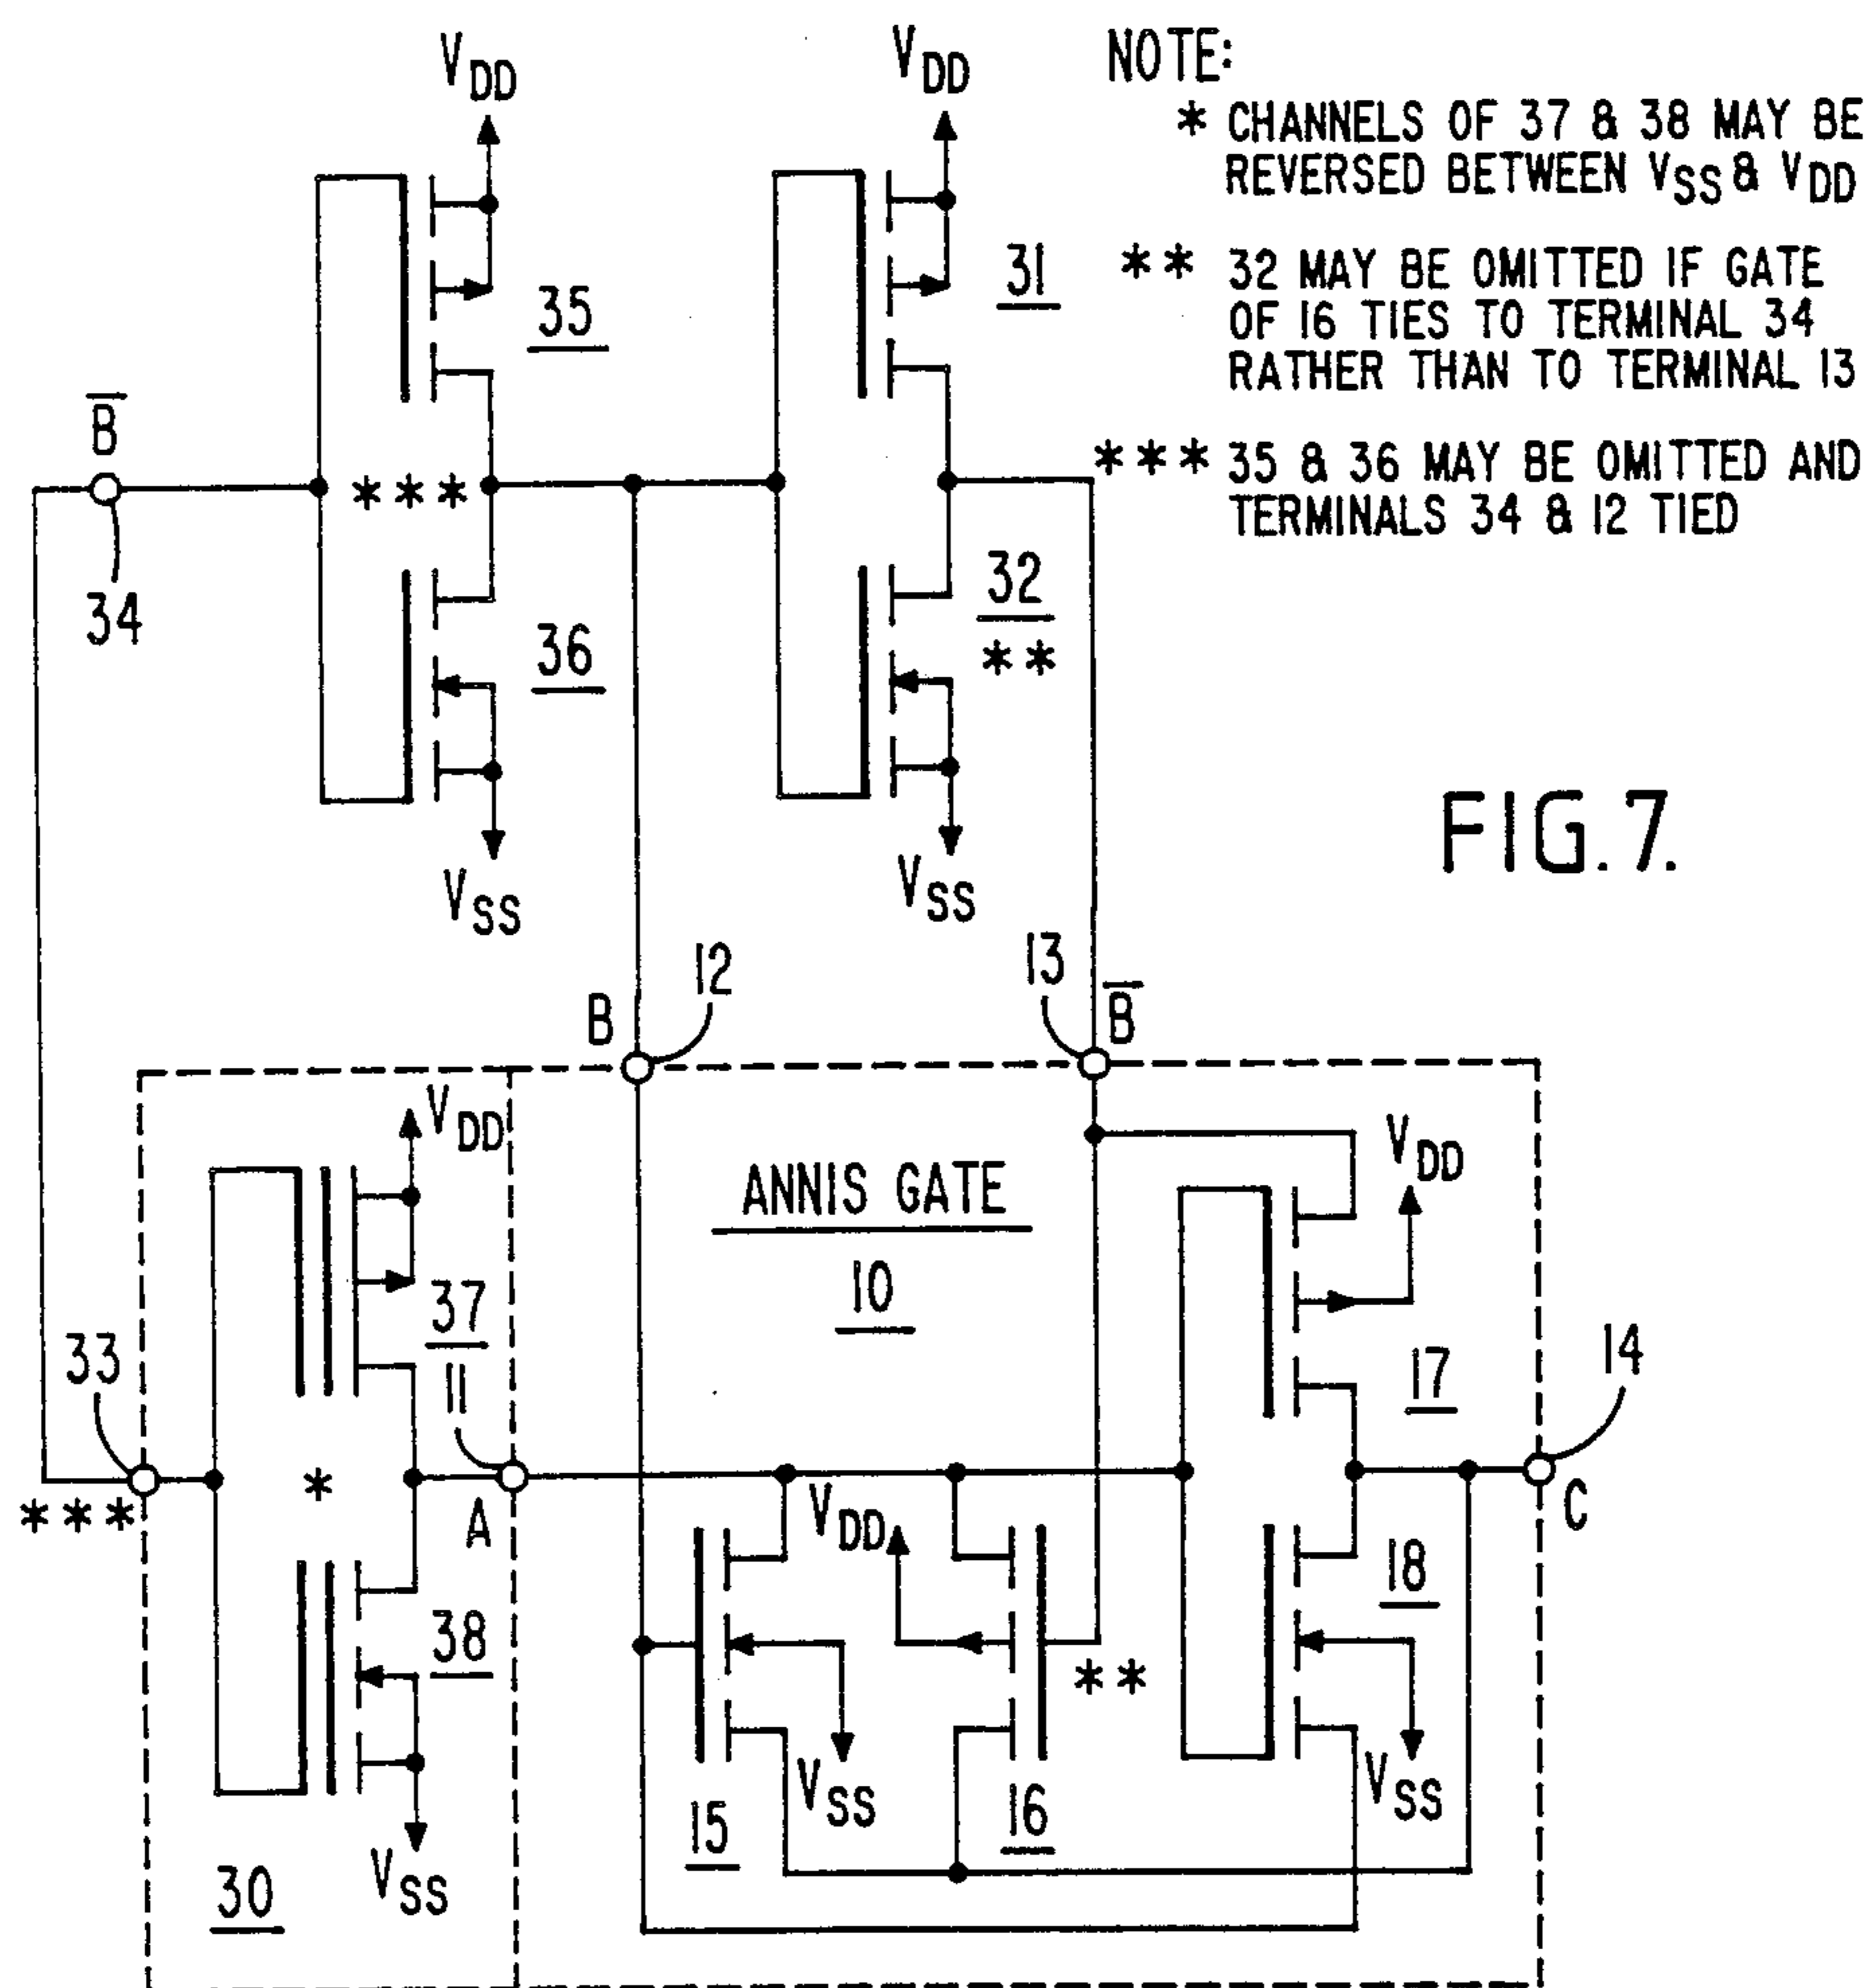 V_DD
V_DD
NOTE:
* CHANNELS OF 37 & 38 MAY BE
REVERSED BETWEEN V_SS & V_DD
31
** 32 MAY BE OMITTED IF GATE
OF 16 TIES TO TERMINAL 34
RATHER THAN TO TERMINAL 13
35
B̅
***
*** 35 & 36 MAY BE OMITTED AND
TERMINALS 34 & 12 TIED
34
32
**
36
FIG. 7.
V_SS
V_SS
12
13
B
B̅
V_DD
V_DD
ANNIS GATE
10
37
33
11
17
14
*
***
A
V_DD
C
18
38
**
V_SS
V_SS
15
16
V_SS
30